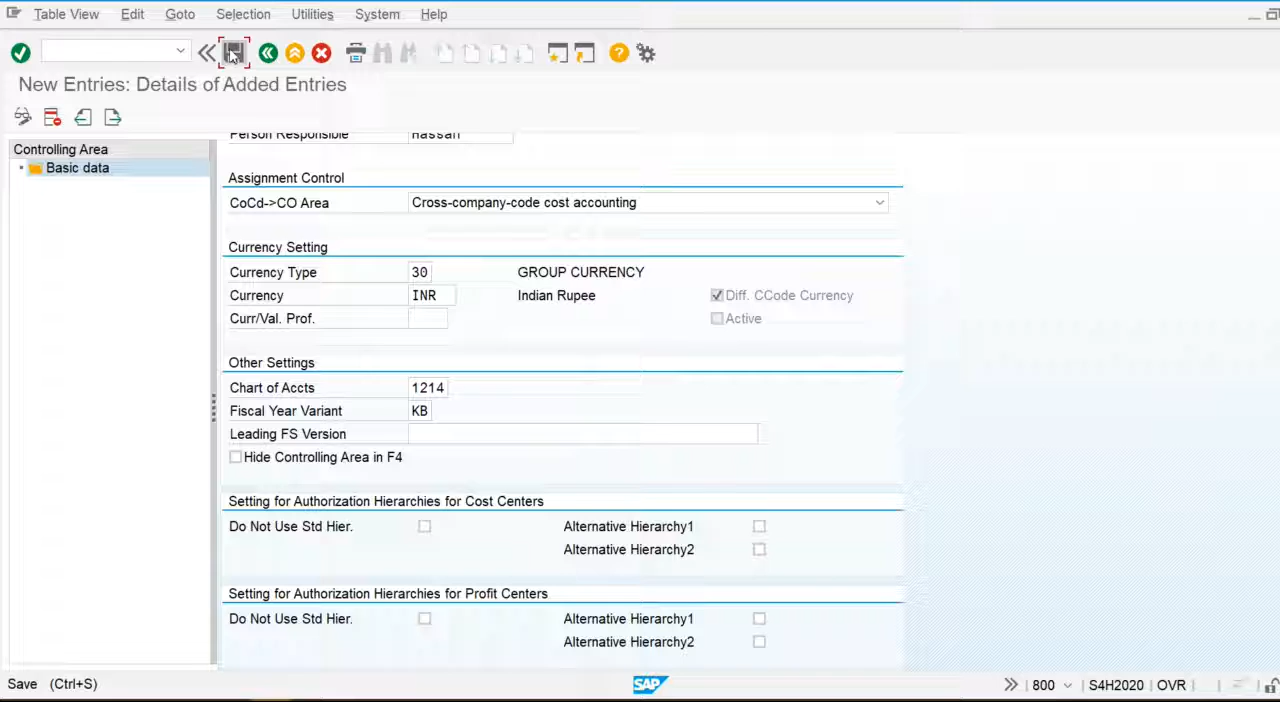 Table View Edit Goto Selection Utilities System Help
New Entries: Details of Added Entries
Controlling Area
Basic data
Person Responsible Hassan
Assignment Control
CoCd->CO Area Cross-company-code cost accounting
Currency Setting
Currency Type 30 GROUP CURRENCY
Currency INR Indian Rupee Diff. CCode Currency
Curr/Val. Prof. Active
Other Settings
Chart of Accts 1214
Fiscal Year Variant KB
Leading FS Version
Hide Controlling Area in F4
Setting for Authorization Hierarchies for Cost Centers
Do Not Use Std Hier. Alternative Hierarchy1
Alternative Hierarchy2
Setting for Authorization Hierarchies for Profit Centers
Do Not Use Std Hier. Alternative Hierarchy1
Alternative Hierarchy2
Save (Ctrl+S) SAP 800 S4H2020 OVR